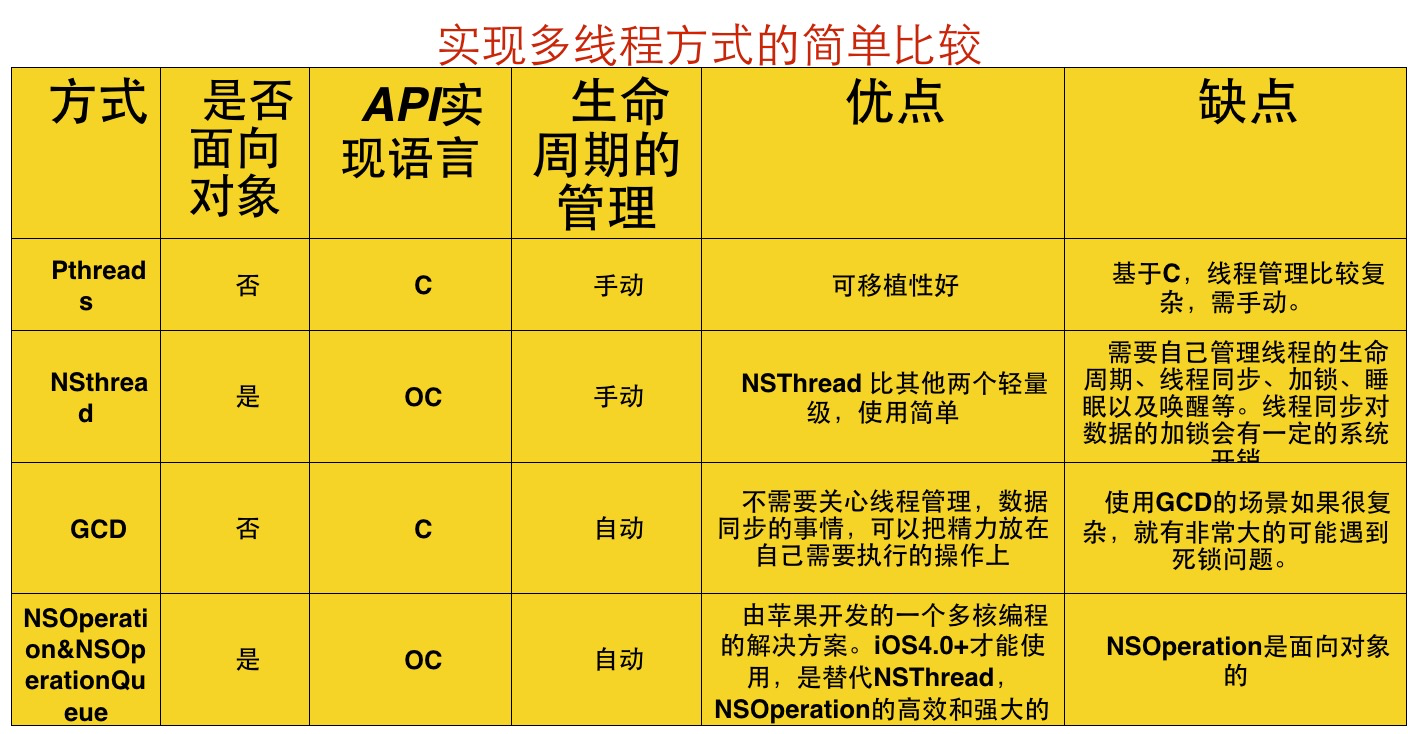 实现多线程方式的简单比较
方式
是否
面向
对象
API实
现语言
生命
周期的
管理
优点
缺点
Pthread
s
否
C
手动
可移植性好
基于C，线程管理比较复
杂，需手动。
NSthrea
d
是
OC
手动
NSThread 比其他两个轻量
级，使用简单
需要自己管理线程的生命
周期、线程同步、加锁、睡
眠以及唤醒等。线程同步对
数据的加锁会有一定的系统
开销
GCD
否
C
自动
不需要关心线程管理，数据
同步的事情，可以把精力放在
自己需要执行的操作上
使用GCD的场景如果很复
杂，就有非常大的可能遇到
死锁问题。
NSOperati
on&NSOp
erationQu
eue
是
OC
自动
由苹果开发的一个多核编程
的解决方案。iOS4.0+才能使
用，是替代NSThread，
NSOperation的高效和强大的
NSOperation是面向对象
的